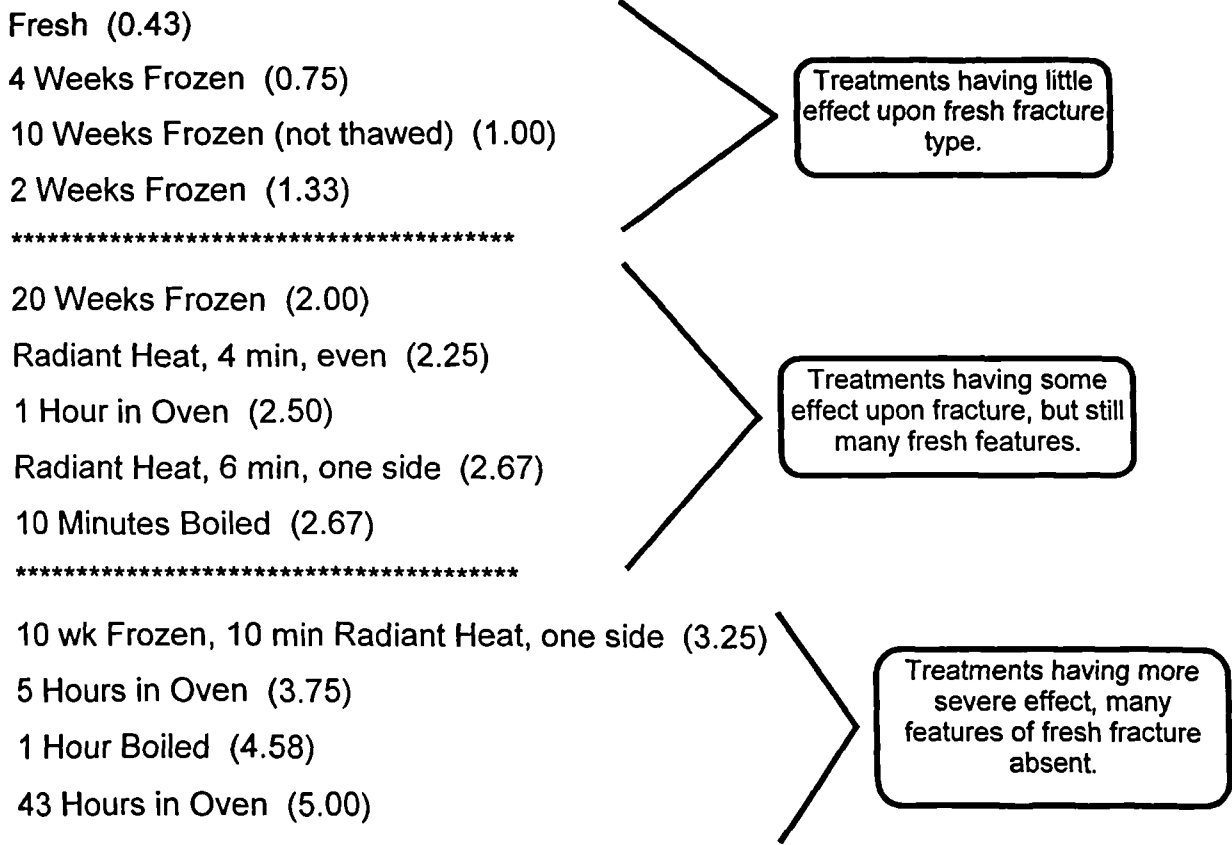 Fresh (0.43)
4 Weeks Frozen (0.75)
10 Weeks Frozen (not thawed) (1.00)
2 Weeks Frozen (1.33)
Treatments having little
effect upon fresh fracture
type.
******************************************
20 Weeks Frozen (2.00)
Radiant Heat, 4 min, even (2.25)
1 Hour in Oven (2.50)
Radiant Heat, 6 min, one side (2.67)
10 Minutes Boiled (2.67)
Treatments having some
effect upon fracture, but still
many fresh features.
******************************************
10 wk Frozen, 10 min Radiant Heat, one side (3.25)
5 Hours in Oven (3.75)
1 Hour Boiled (4.58)
43 Hours in Oven (5.00)
Treatments having more
severe effect, many
features of fresh fracture
absent.